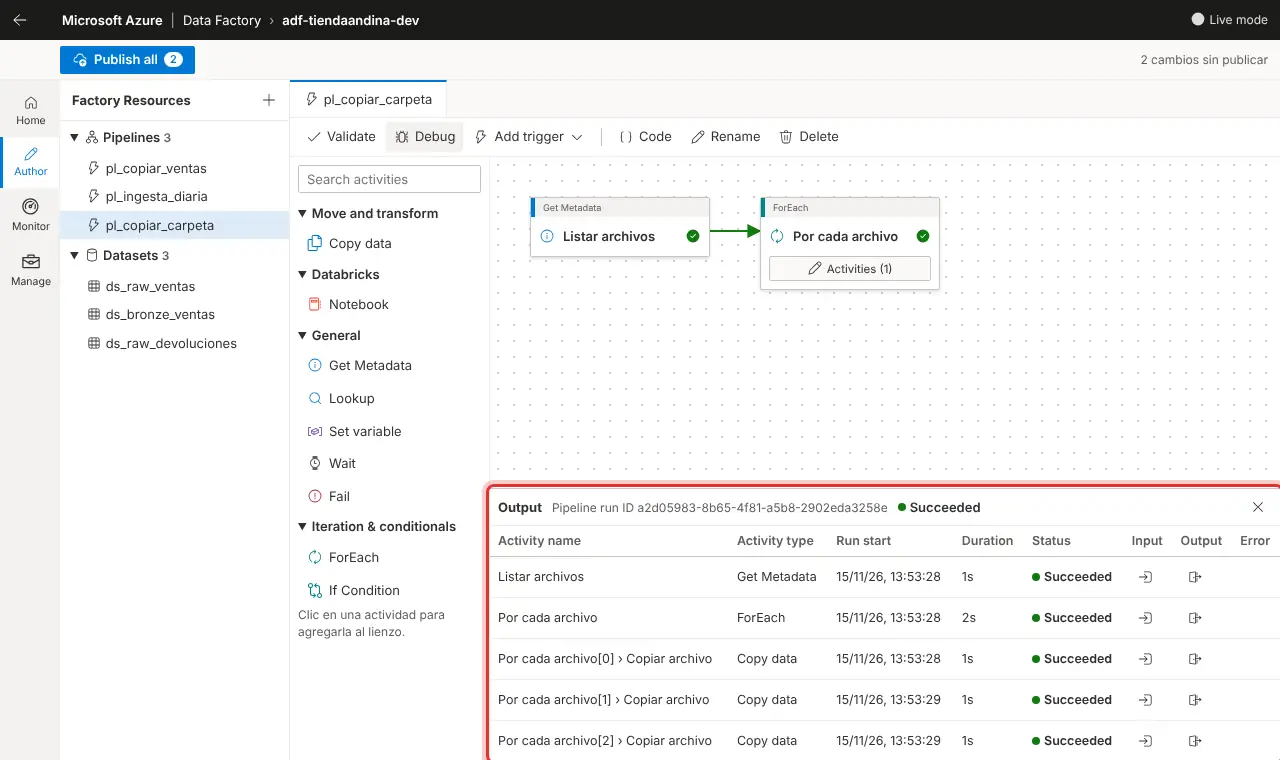 Microsoft Azure | Data Factory › adf-tiendaandina-dev
Live mode
Publish all 2
2 cambios sin publicar
Home
Author
Monitor
Manage
Factory Resources
Pipelines 3
pl_copiar_ventas
pl_ingesta_diaria
pl_copiar_carpeta
Datasets 3
ds_raw_ventas
ds_bronze_ventas
ds_raw_devoluciones
pl_copiar_carpeta
Validate Debug Add trigger Code Rename Delete
Search activities
Move and transform
Copy data
Databricks
Notebook
General
Get Metadata
Lookup
Set variable
Wait
Fail
Iteration & conditionals
ForEach
If Condition
Clic en una actividad para
agregarla al lienzo.
Get Metadata
Listar archivos
ForEach
Por cada archivo
Activities (1)
Output Pipeline run ID a2d05983-8b65-4f81-a5b8-2902eda3258e Succeeded
Activity name Activity type Run start Duration Status Input Output Error
Listar archivos Get Metadata 15/11/26, 13:53:28 1s Succeeded
Por cada archivo ForEach 15/11/26, 13:53:28 2s Succeeded
Por cada archivo[0] › Copiar archivo Copy data 15/11/26, 13:53:28 1s Succeeded
Por cada archivo[1] › Copiar archivo Copy data 15/11/26, 13:53:29 1s Succeeded
Por cada archivo[2] › Copiar archivo Copy data 15/11/26, 13:53:29 1s Succeeded